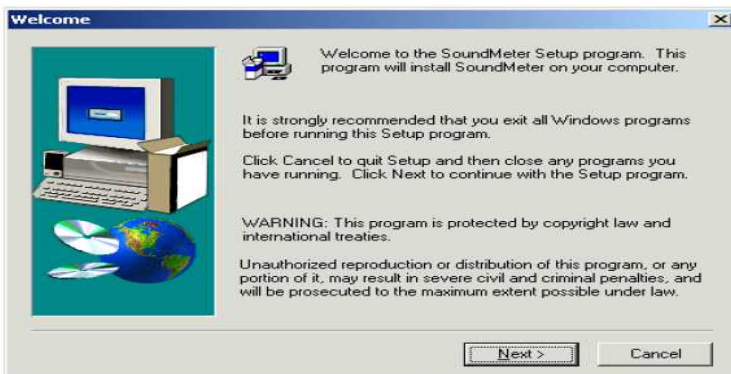 Welcome
Welcome to the SoundMeter Setup program. This
program will install SoundMeter on your computer.
It is strongly recommended that you exit all Windows programs
before running this Setup program.
Click Cancel to quit Setup and then close any programs you
have running. Click Next to continue with the Setup program.
WARNING: This program is protected by copyright law and
international treaties.
Unauthorized reproduction or distribution of this program, or any
portion of it, may result in severe civil and criminal penalties, and
will be prosecuted to the maximum extent possible under law.
Next >
Cancel